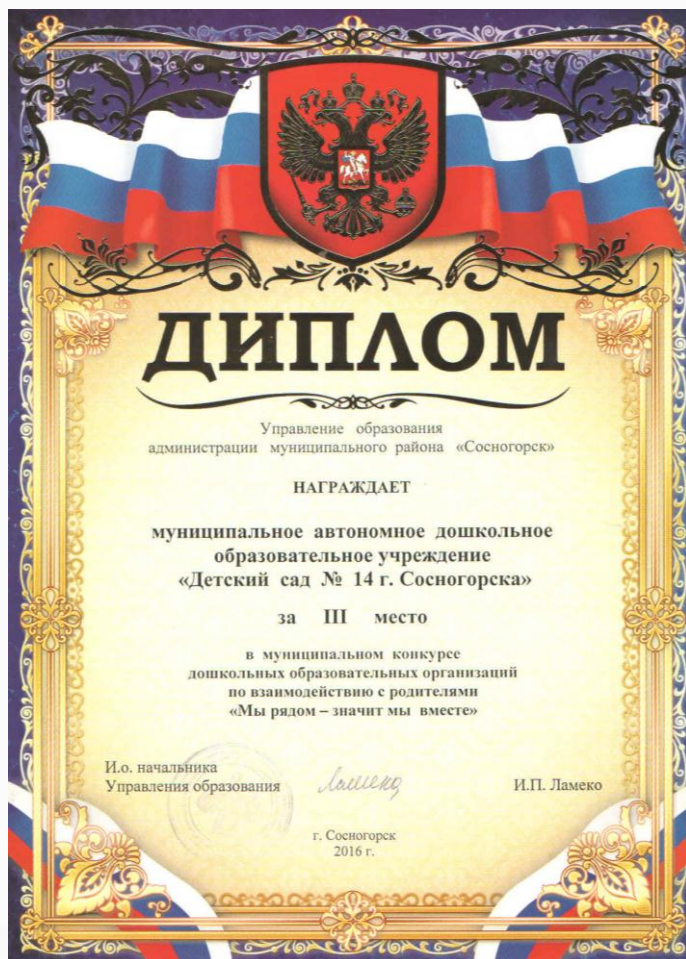 ДИПЛОМ
Управление образования
администрации муниципального района «Сосногорск»
НАГРАЖДАЕТ
муниципальное автономное дошкольное
образовательное учреждение
«Детский сад № 14 г. Сосногорска»
за III место
в муниципальном конкурсе
дошкольных образовательных организаций
по взаимодействию с родителями
«Мы рядом – значит мы вместе»
И.о. начальника
Управления образования
Ламеко
И.П. Ламеко
г. Сосногорск
2016 г.